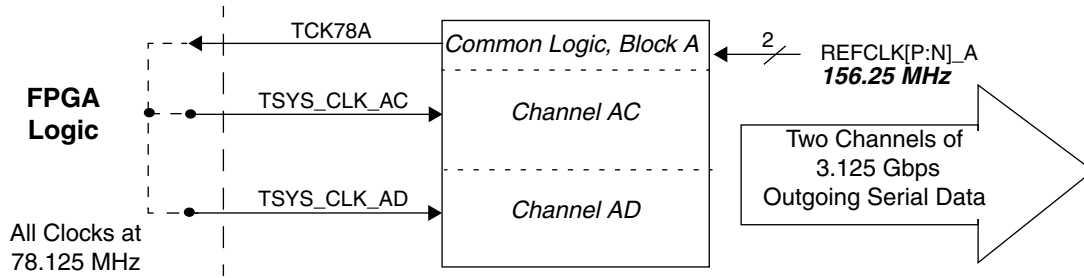 TCK78A
Common Logic, Block A
2
REFCLK[P:N]_A
156.25 MHz
FPGA
Logic
TSYS_CLK_AC
Channel AC
Two Channels of
3.125 Gbps
Outgoing Serial Data
TSYS_CLK_AD
Channel AD
All Clocks at
78.125 MHz